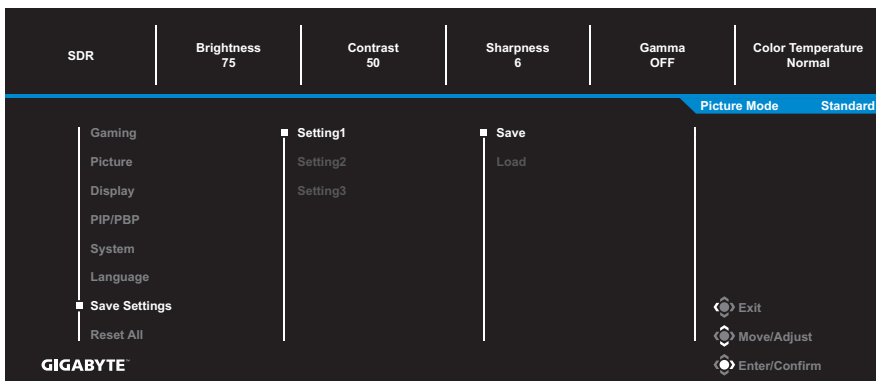 SDR
Brightness
75
Contrast
50
Sharpness
6
Gamma
OFF
Color Temperature
Normal
Picture Mode Standard
Gaming
Picture
Display
PIP/PBP
System
Language
Save Settings
Reset All
Setting1
Setting2
Setting3
Save
Load
Exit
Move/Adjust
Enter/Confirm
GIGABYTE™